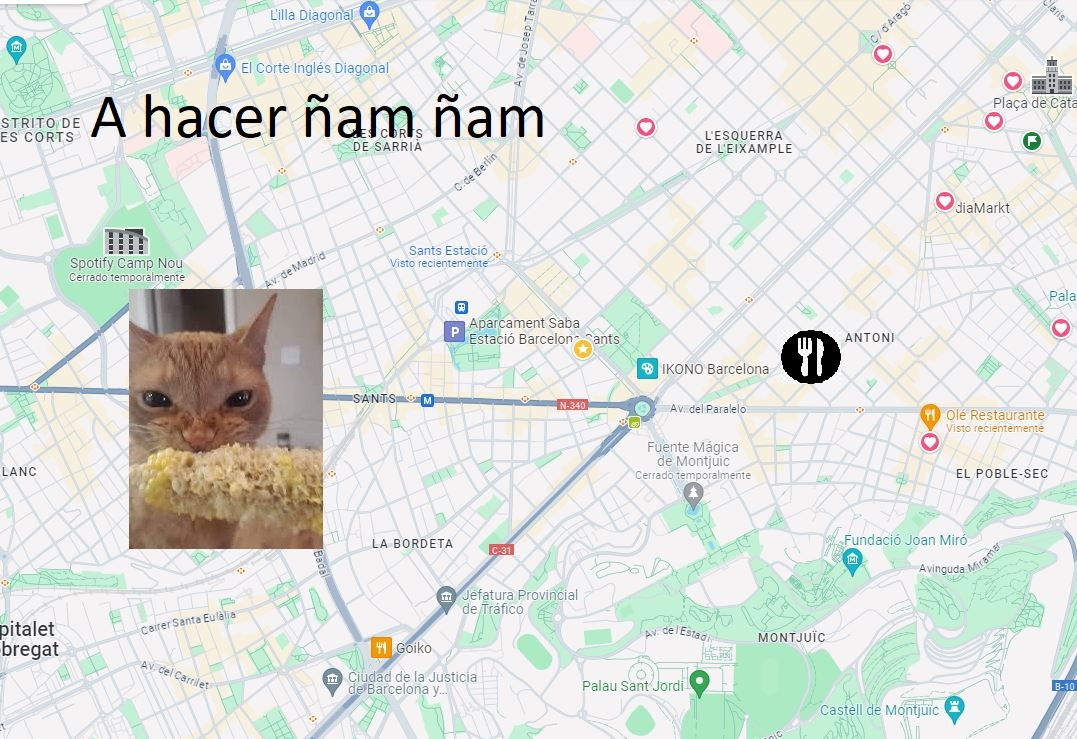 L'illa Diagonal
El Corte Inglés Diagonal
A hacer ñam ñam
STRITO DE
ES CORTS
LES CORTS
DE SARRIÀ
L'ESQUERRA
DE L'EIXAMPLE
C/ d'Aragó
Claris
Plaça de Cata
Av. de Josep Tarra
C. de Berlín
diaMarkt
Spotify Camp Nou
Cerrado temporalmente
Av. de Madrid
Sants Estació
Visto recientemente
Pala
P
Aparcament Saba
Estació Barcelona Sants
ANTONI
IKONO Barcelona
SANTS
M
N-340
Av. del Paralelo
Olé Restaurante
Visto recientemente
Fuente Mágica
de Montjuic
Cerrado temporalmente
LANC
EL POBLE-SEC
LA BORDETA
C-31
Badal
Fundació Joan Miró
Avinguda Miramar
Jefatura Provincial
de Tráfico
Carrer Santa Eulàlia
pitalet
obregat
Goiko
Av. de l'Estadi
MONTJUÏC
Av. del Carrilet
Ciudad de la Justicia
de Barcelona y...
Palau Sant Jordi
B-10
Castell de Montjuïc